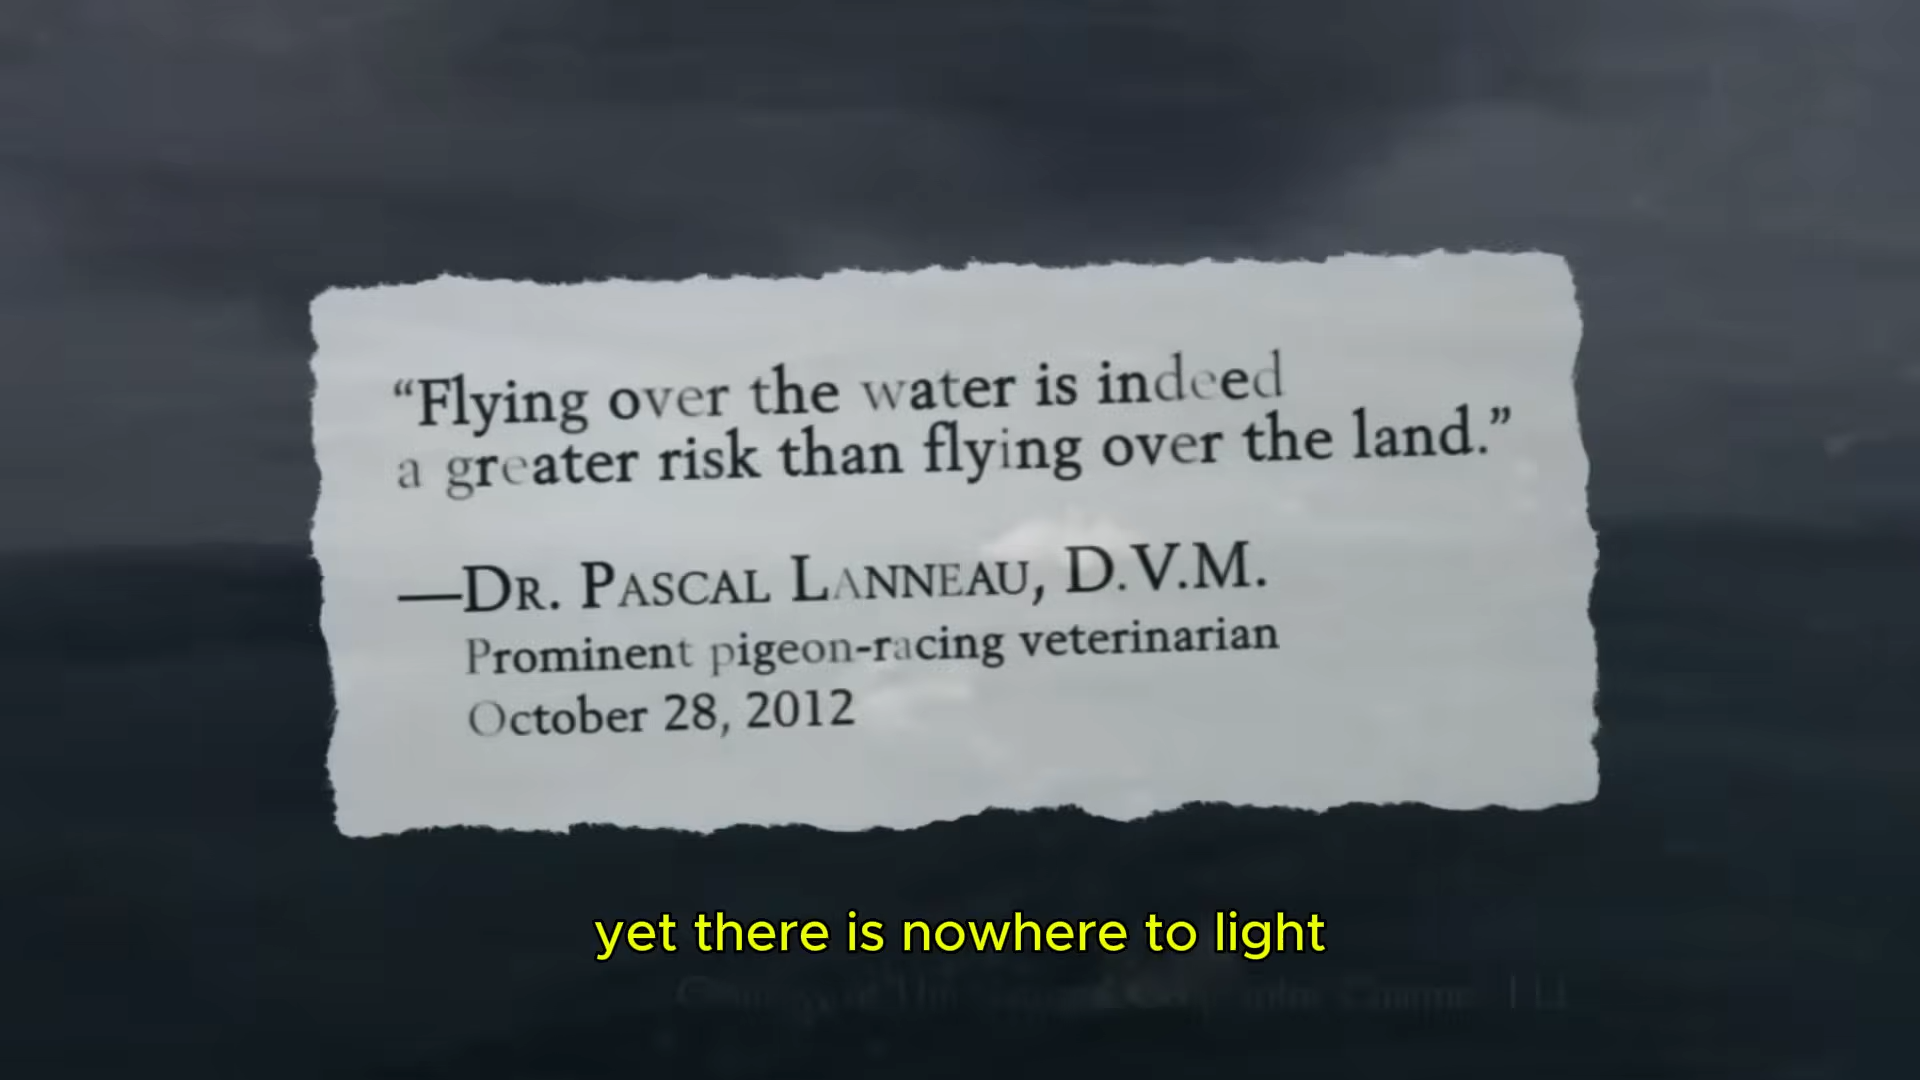 “Flying over the water is indeed
a greater risk than flying over the land.”
—DR. PASCAL LANNEAU, D.V.M.
Prominent pigeon-racing veterinarian
October 28, 2012
yet there is nowhere to light